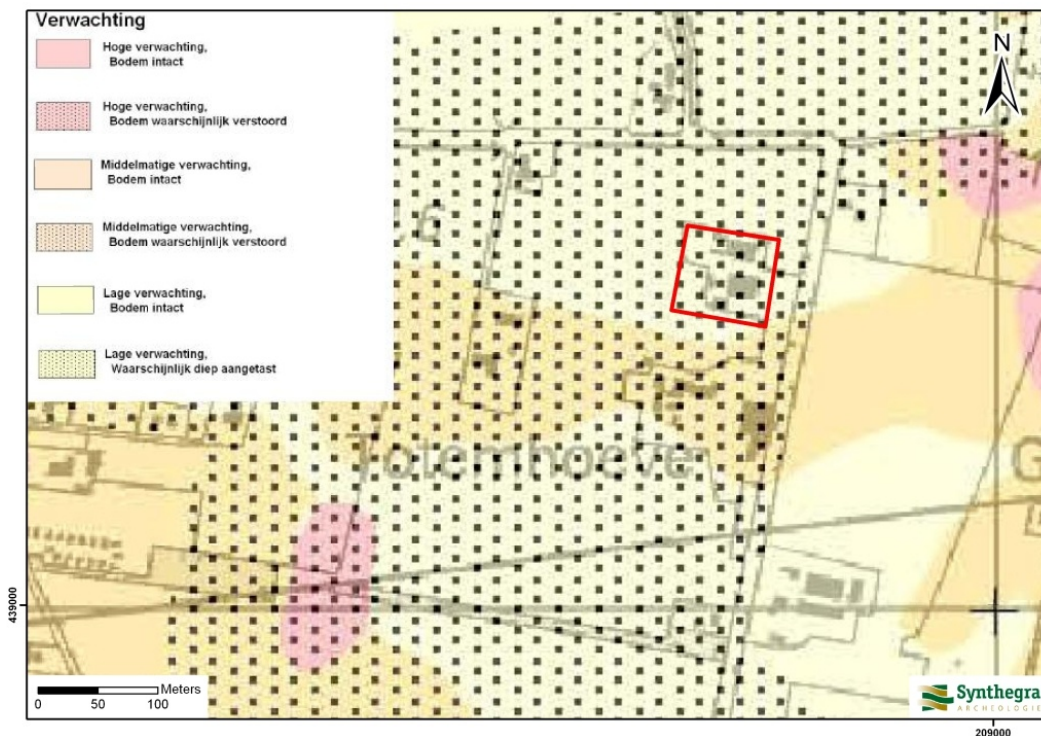 Verwachting
Hoge verwachting,
Bodem intact
Hoge verwachting,
Bodem waarschijnlijk verstoord
Middelmatige verwachting,
Bodem intact
Middelmatige verwachting,
Bodem waarschijnlijk verstoord
Lage verwachting,
Bodem intact
Lage verwachting,
Waarschijnlijk diep aangetast
N
Totemhoeve
G
439000
Meters
0 50 100
Synthegra
ARCHEOLOGIE
209000